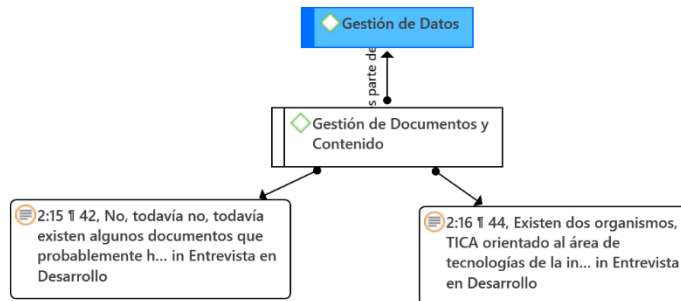 Gestión de Datos
s parte de
Gestión de Documentos y
Contenido
2:15 ¶ 42, No, todavía no, todavía
existen algunos documentos que
probablemente h... in Entrevista en
Desarrollo
2:16 ¶ 44, Existen dos organismos,
TICA orientado al área de
tecnologías de la in... in Entrevista
en Desarrollo